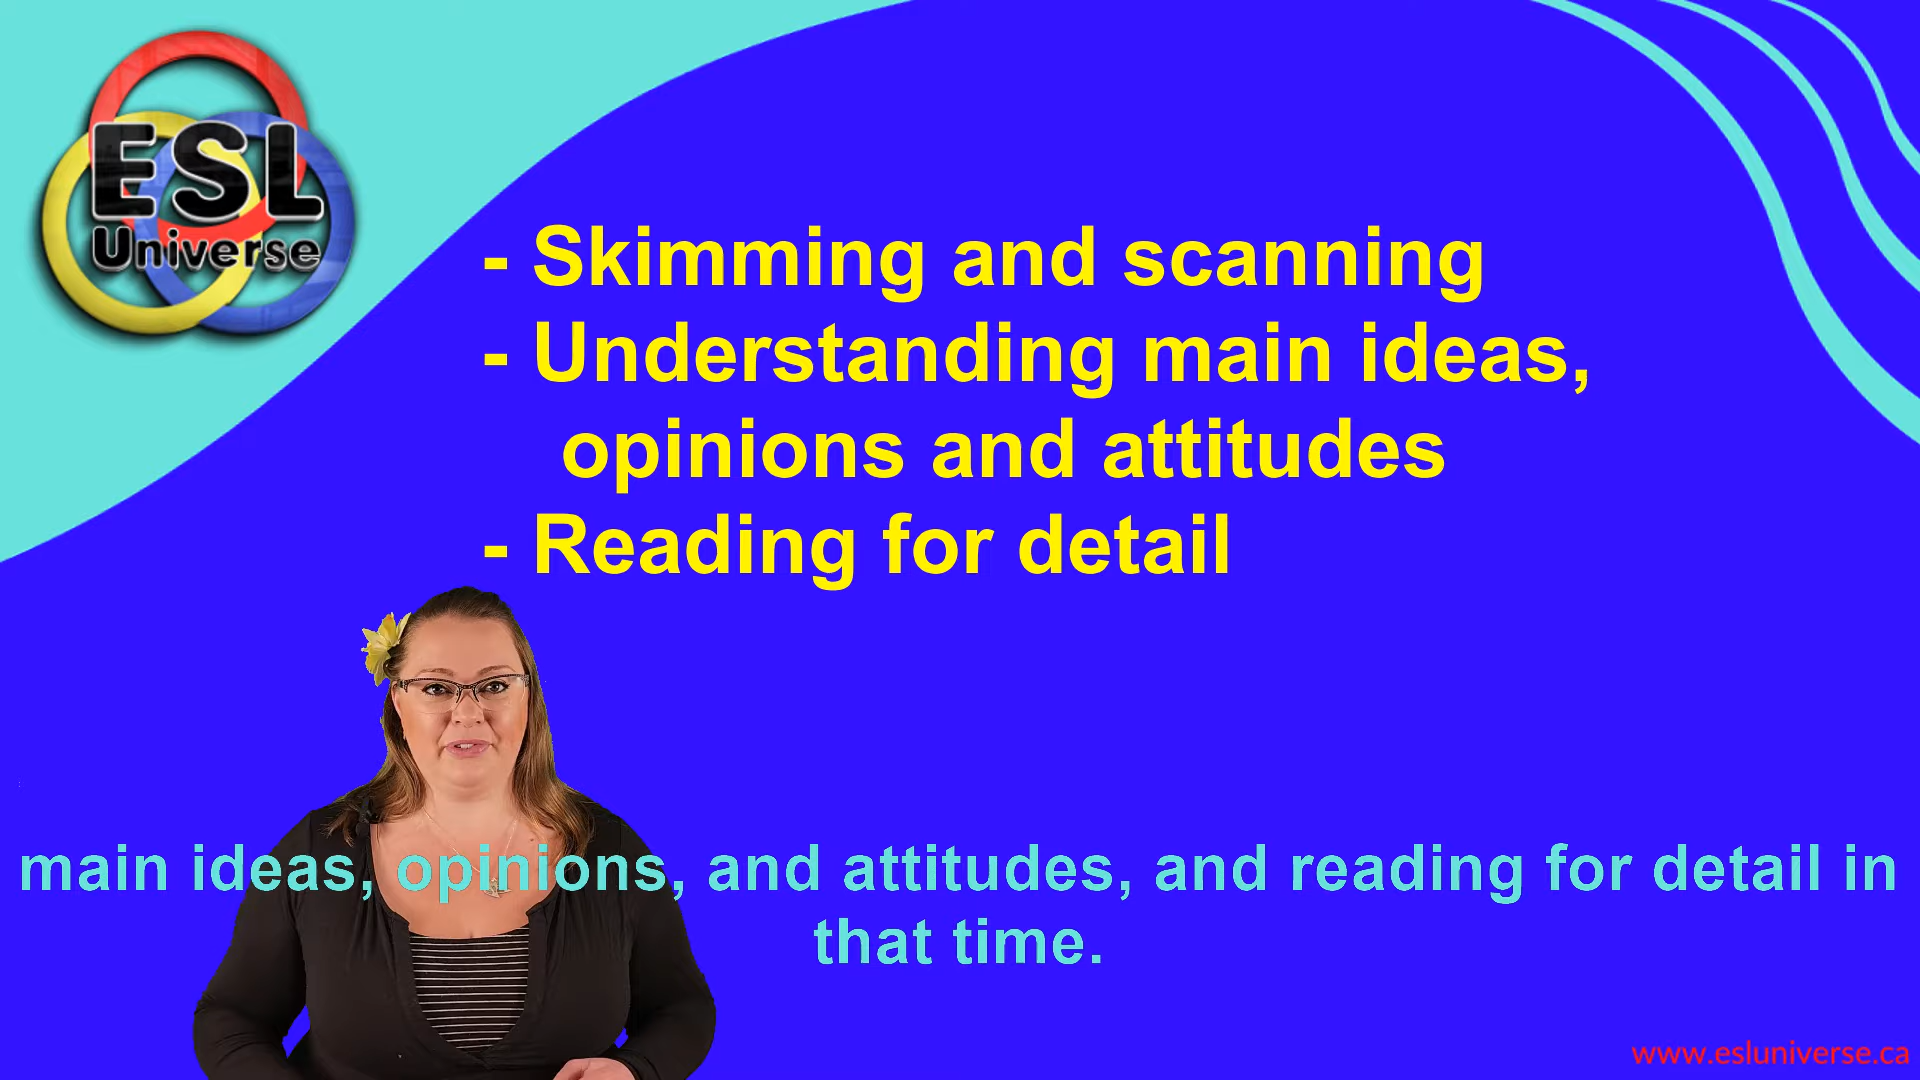 ESL
Universe
- Skimming and scanning
- Understanding main ideas,
opinions and attitudes
- Reading for detail
main ideas, opinions, and attitudes, and reading for detail in
that time.
www.esluniverse.ca